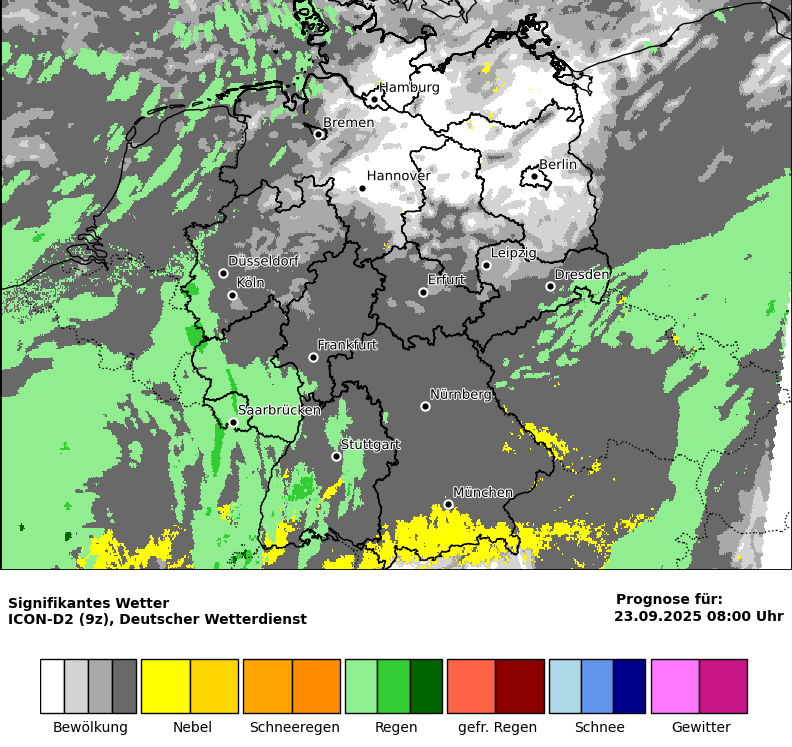 Hamburg
Bremen
Berlin
Hannover
Leipzig
Düsseldorf
Dresden
Köln
Erfurt
Frankfurt
Nürnberg
Saarbrücken
Stuttgart
München
Signifikantes Wetter
ICON-D2 (9z), Deutscher Wetterdienst
Prognose für:
23.09.2025 08:00 Uhr
Bewölkung
Nebel
Schneeregen
Regen
gefr. Regen
Schnee
Gewitter